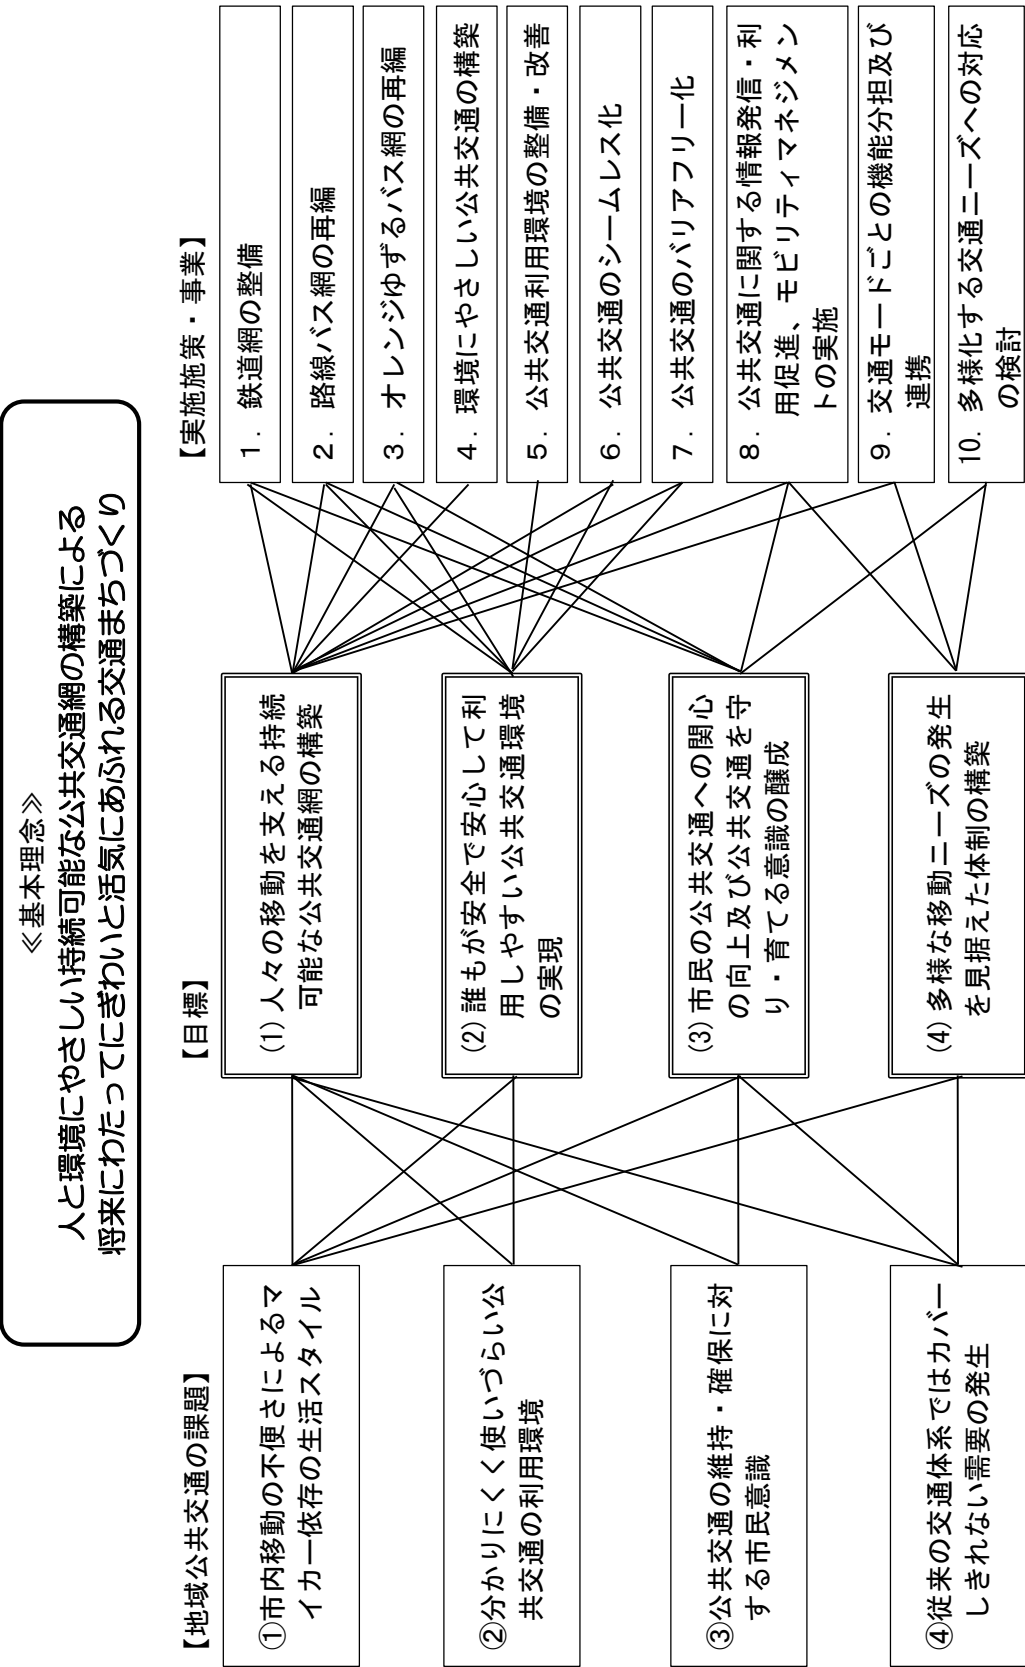 ≪基本理念≫
人と環境にやさしい持続可能な公共交通網の構築による
将来にわたってにぎわいと活気にあふれる交通まちづくり
【地域公共交通の課題】
①市内移動の不便さによるマ
イカー依存の生活スタイル
②分かりにくく使いづらい公
共交通の利用環境
③公共交通の維持・確保に対
する市民意識
④従来の交通体系ではカバー
しきれない需要の発生
【目標】
(1)人々の移動を支える持続
可能な公共交通網の構築
(2)誰もが安全で安心して利
用しやすい公共交通環境
の実現
(3)市民の公共交通への関心
の向上及び公共交通を守
り・育てる意識の醸成
(4)多様な移動ニーズの発生
を見据えた体制の構築
【実施施策・事業】
1. 鉄道網の整備
2. 路線バス網の再編
3. オレンジゆずるバス網の再編
4. 環境にやさしい公共交通の構築
5. 公共交通利用環境の整備・改善
6. 公共交通のシームレス化
7. 公共交通のバリアフリー化
8. 公共交通に関する情報発信・利
用促進、モビリティマネジメン
トの実施
9. 交通モードごとの機能分担及び
連携
10. 多様化する交通ニーズへの対応
の検討